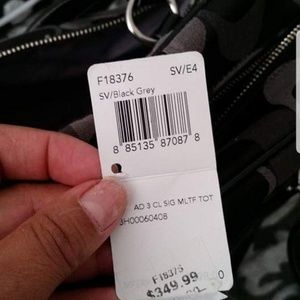 F18376 SV/E4
SV/Black Grey
8 85135 87087 8
AD 3 CL SIG MLTF TOT
3H00060408
F18376
$349.99